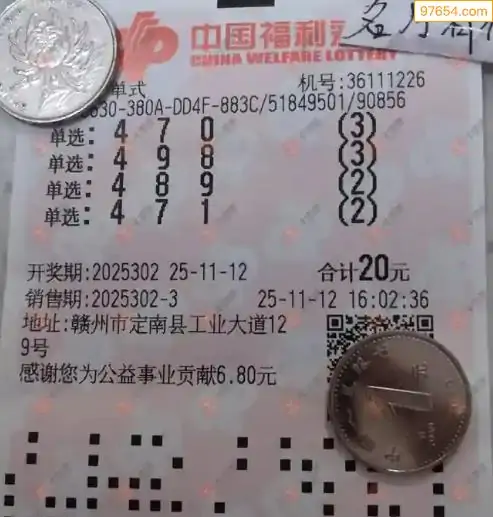 97654.com
中国福利
CHINA WELFARE LOTTERY
单式 机号:36111226
630-380A-DD4F-883C/51849501/90856
单选: 4 7 0 (3)
单选: 4 9 8 (3)
单选: 4 8 9 (2)
单选: 4 7 1 (2)
开奖期:2025302 25-11-12 合计20元
销售期:2025302-3 25-11-12 16:02:36
地址:赣州市定南县工业大道12
9号
感谢您为公益事业贡献6.80元